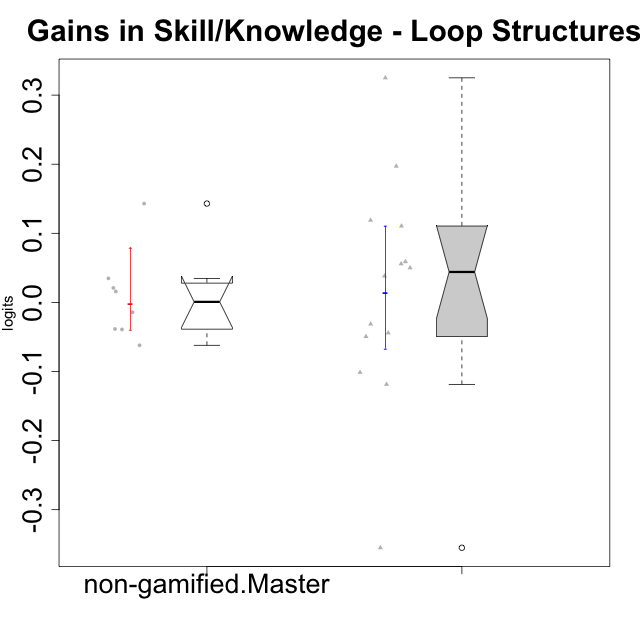 Gains in Skill/Knowledge - Loop Structures
0.3
0.2
0.1
0.0
-0.1
-0.2
-0.3
logits
non-gamified.Master